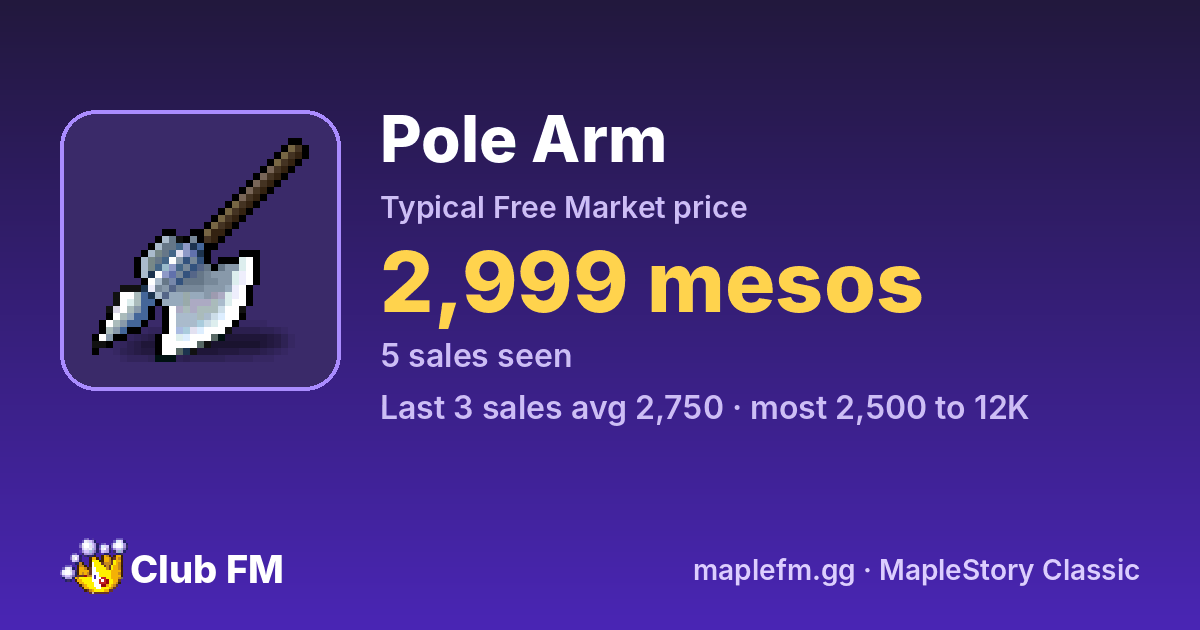 Pole Arm
Typical Free Market price
2,999 mesos
5 sales seen
Last 3 sales avg 2,750 · most 2,500 to 12K
Club FM
maplefm.gg · MapleStory Classic